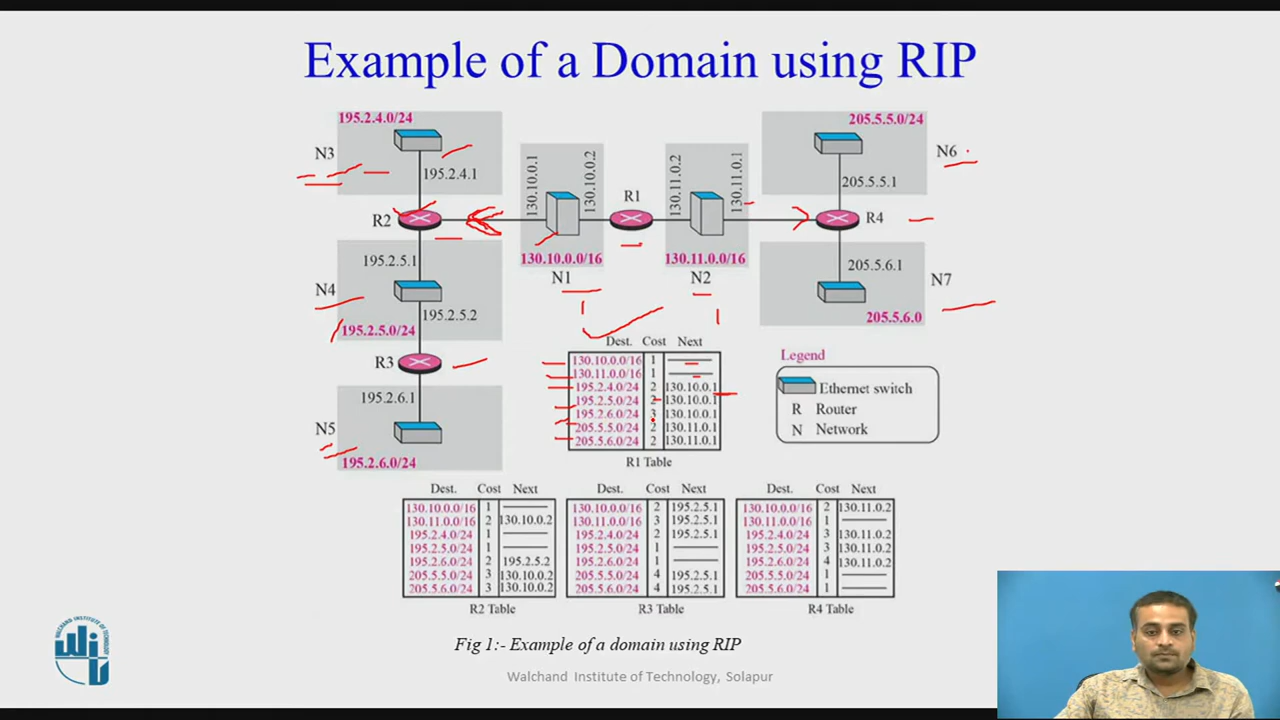 Example of a Domain using RIP
195.2.4.0/24
N3
195.2.4.1
R2
195.2.5.1
N4
195.2.5.2
195.2.5.0/24
R3
195.2.6.1
N5
195.2.6.0/24
130.10.0.1
130.10.0.2
130.10.0.0/16
N1
R1
130.11.0.2
130.11.0.1
130.11.0.0/16
N2
205.5.5.0/24
N6
205.5.5.1
R4
205.5.6.1
N7
205.5.6.0
Dest. Cost Next
130.10.0.0/16 1
130.11.0.0/16 1
195.2.4.0/24 2 130.10.0.1
195.2.5.0/24 2 130.10.0.1
195.2.6.0/24 3 130.10.0.1
205.5.5.0/24 2 130.11.0.1
205.5.6.0/24 2 130.11.0.1
R1 Table
Legend
Ethernet switch
R Router
N Network
Dest. Cost Next
130.10.0.0/16 1
130.11.0.0/16 2 130.10.0.2
195.2.4.0/24 1
195.2.5.0/24 1
195.2.6.0/24 2 195.2.5.2
205.5.5.0/24 3 130.10.0.2
205.5.6.0/24 3 130.10.0.2
R2 Table
Dest. Cost Next
130.10.0.0/16 2 195.2.5.1
130.11.0.0/16 3 195.2.5.1
195.2.4.0/24 2 195.2.5.1
195.2.5.0/24 1
195.2.6.0/24 1
205.5.5.0/24 4 195.2.5.1
205.5.6.0/24 4 195.2.5.1
R3 Table
Dest. Cost Next
130.10.0.0/16 2 130.11.0.2
130.11.0.0/16 1
195.2.4.0/24 3 130.11.0.2
195.2.5.0/24 3 130.11.0.2
195.2.6.0/24 4 130.11.0.2
205.5.5.0/24 1
205.5.6.0/24 1
R4 Table
Fig 1:- Example of a domain using RIP
Walchand Institute of Technology, Solapur
WALCHAND INSTITUTE OF TECHNOLOGY